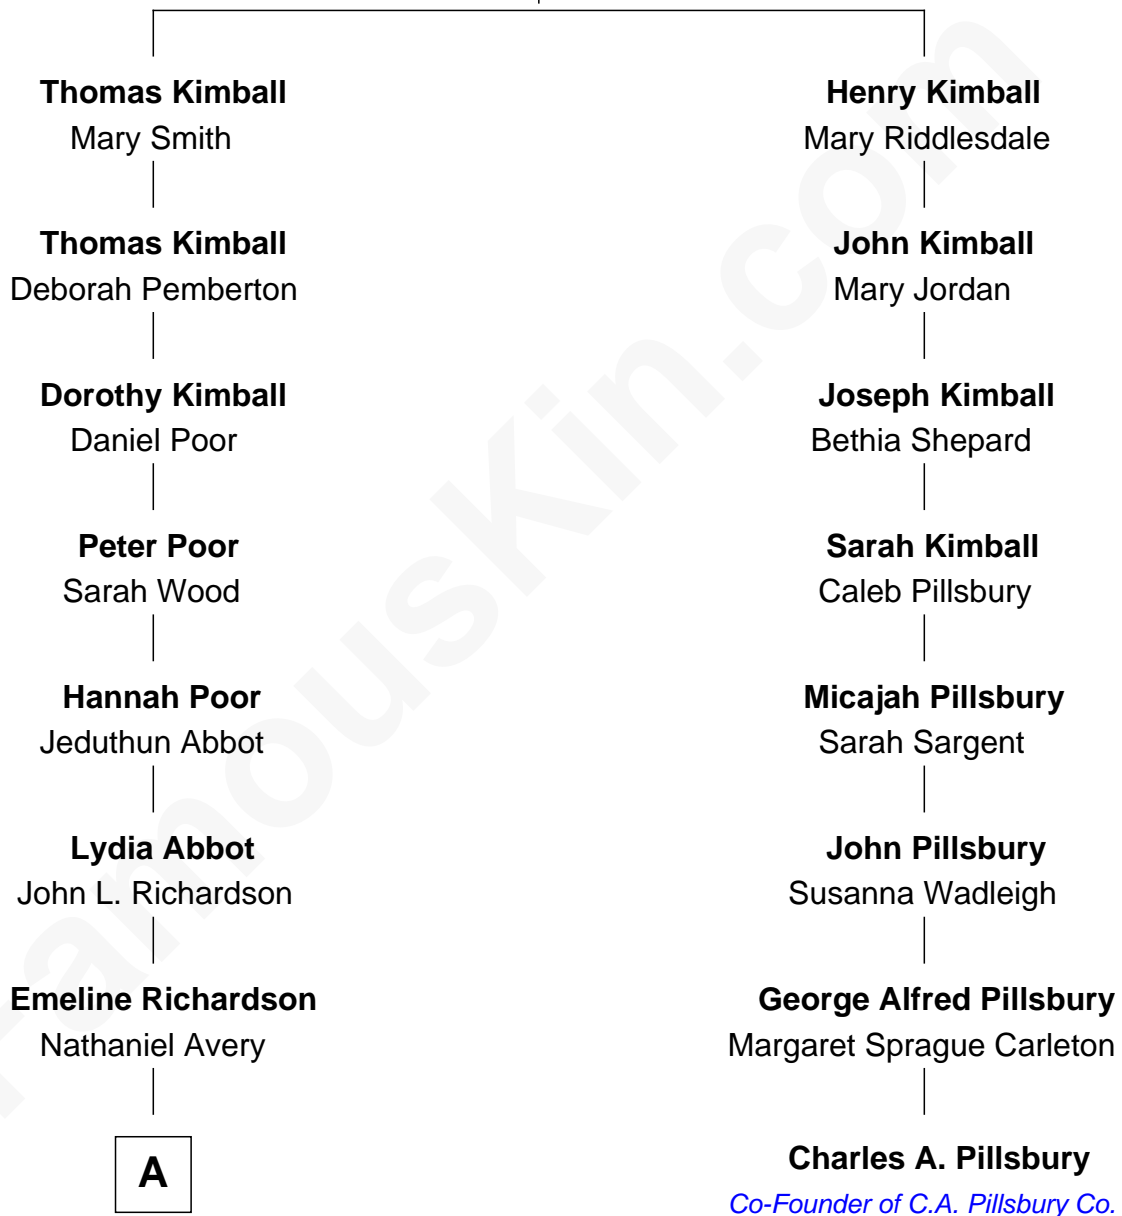 Thomas Kimball
Mary Smith
Thomas Kimball
Deborah Pemberton
Dorothy Kimball
Daniel Poor
Peter Poor
Sarah Wood
Hannah Poor
Jeduthun Abbot
Lydia Abbot
John L. Richardson
Emeline Richardson
Nathaniel Avery
A
Henry Kimball
Mary Riddlesdale
John Kimball
Mary Jordan
Joseph Kimball
Bethia Shepard
Sarah Kimball
Caleb Pillsbury
Micajah Pillsbury
Sarah Sargent
John Pillsbury
Susanna Wadleigh
George Alfred Pillsbury
Margaret Sprague Carleton
Charles A. Pillsbury
Co-Founder of C.A. Pillsbury Co.
FamousKin.com